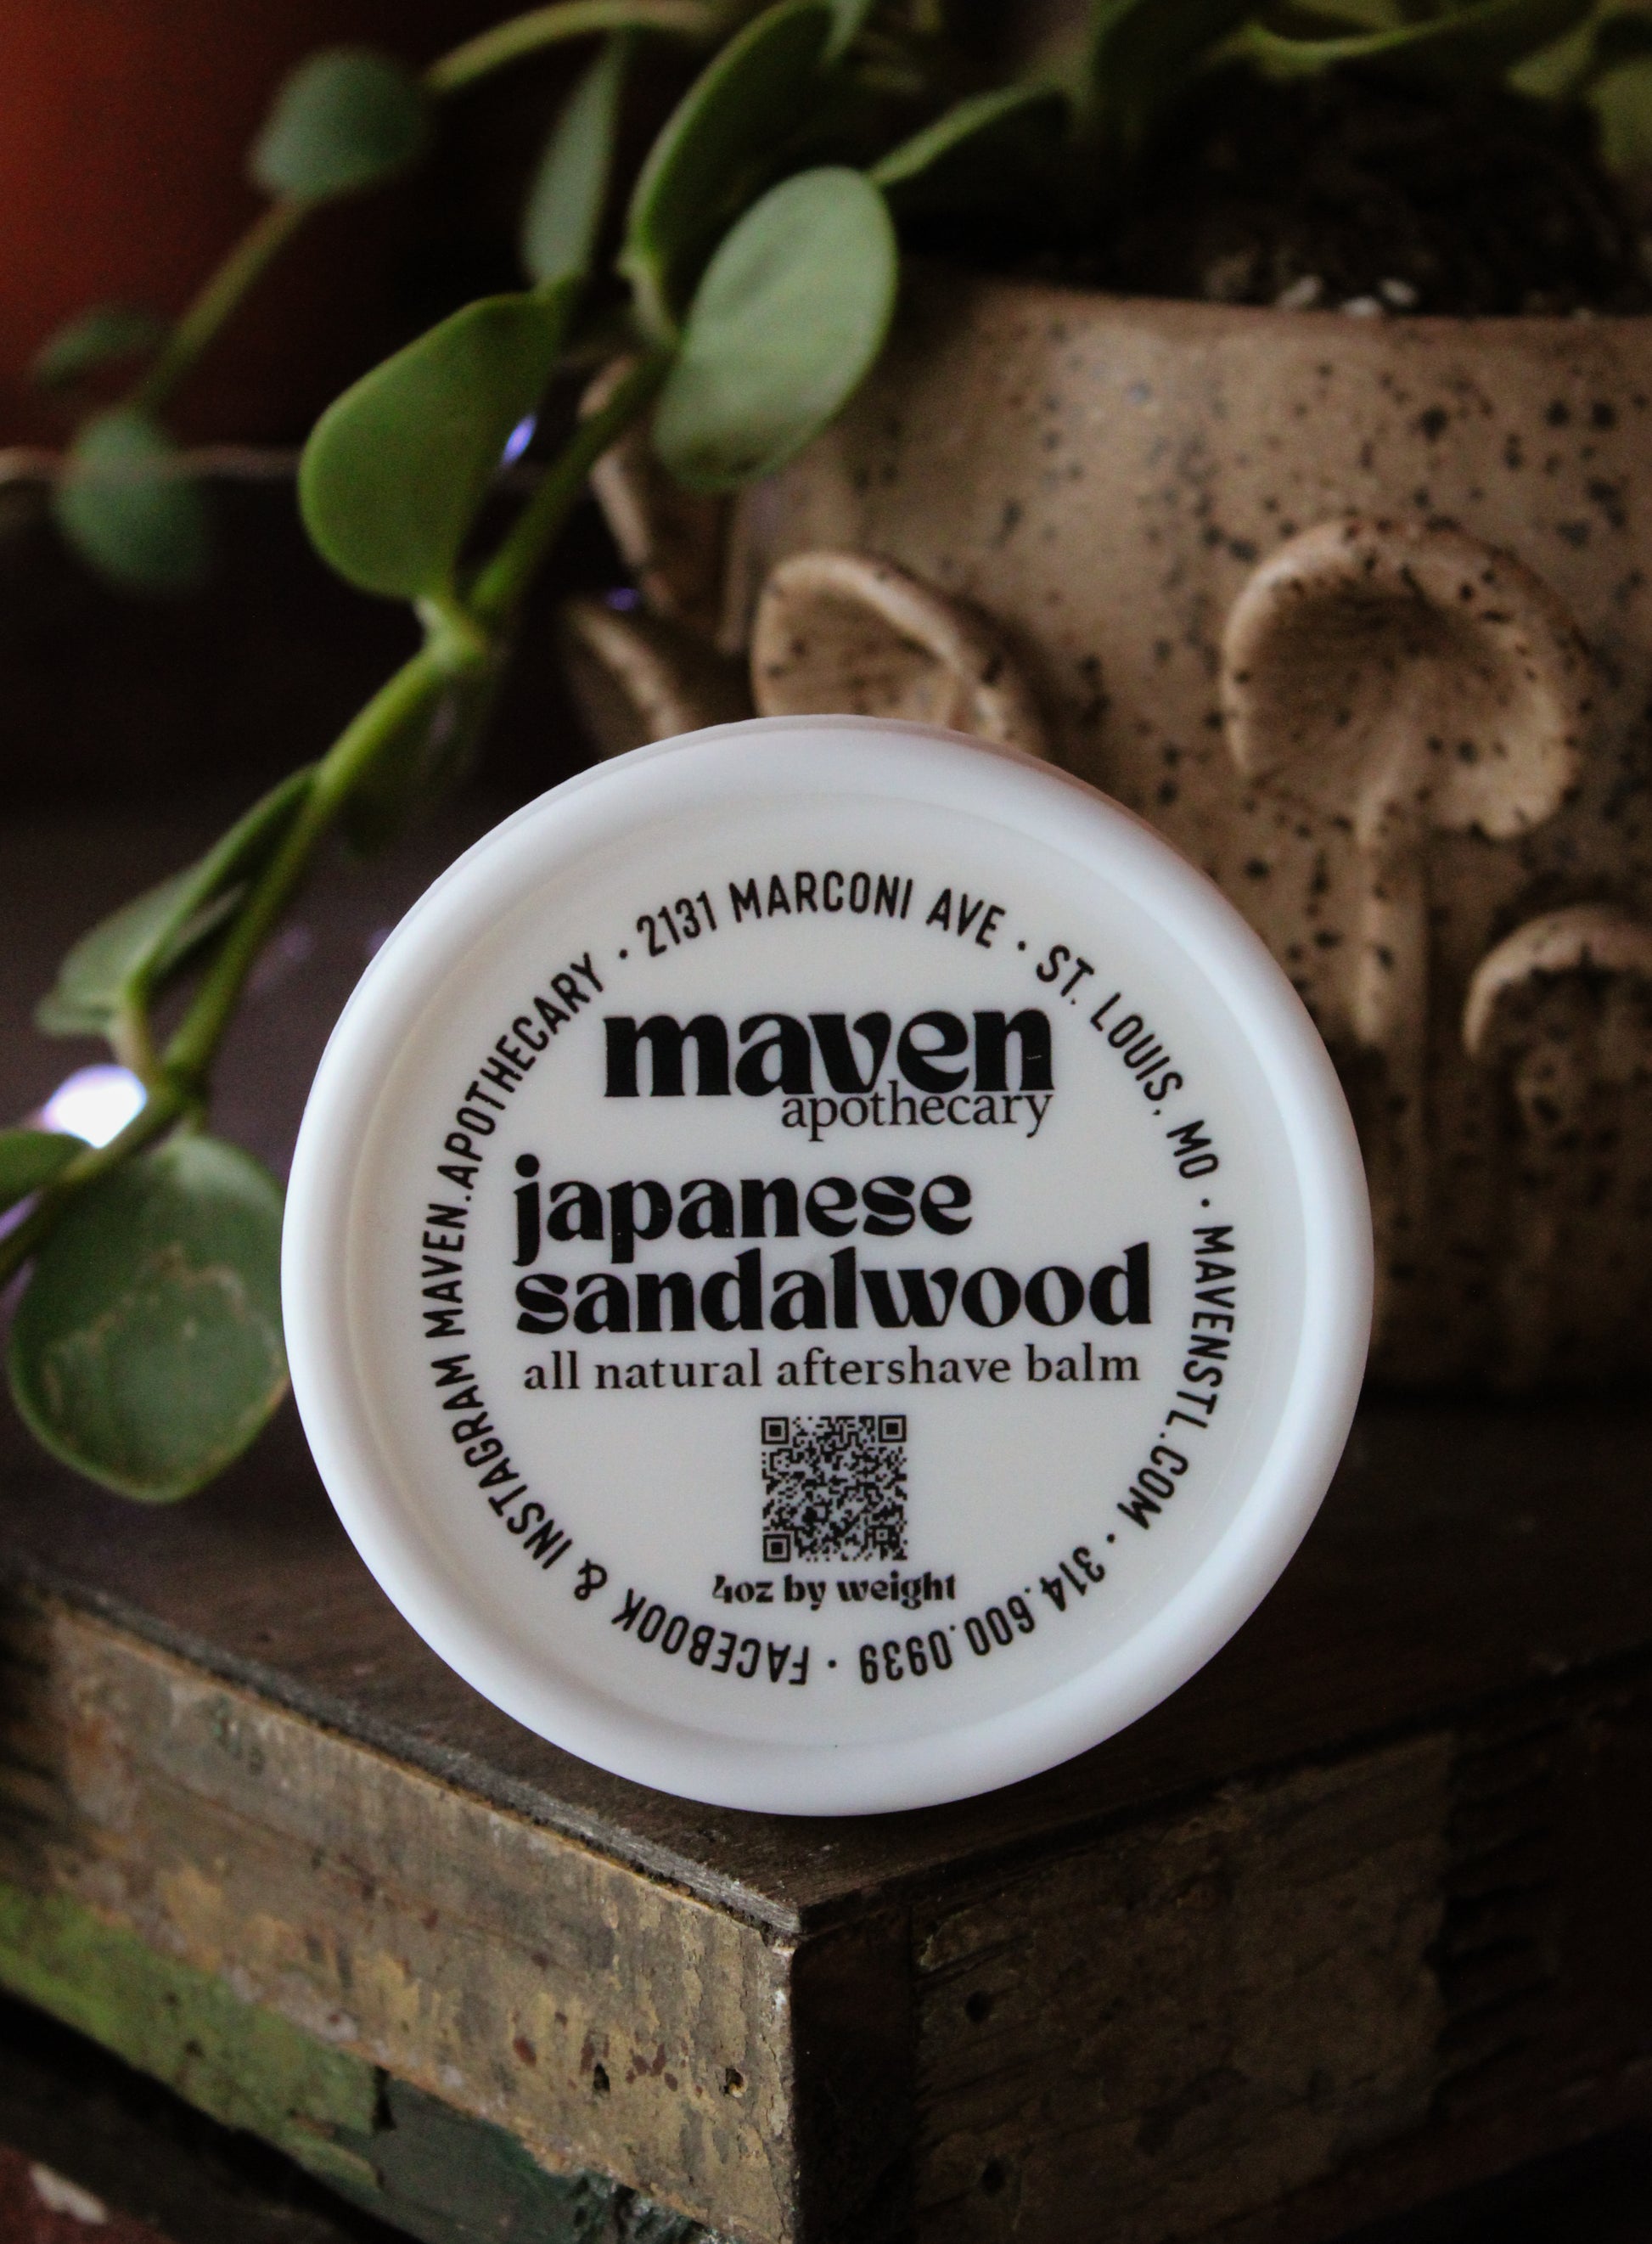 2131 MARCONI AVE · ST. LOUIS, MO · MAVENSTL.COM · 314.600.0939 · FACEBOOK & INSTAGRAM MAVEN.APOTHECARY ·
maven
apothecary
japanese
sandalwood
all natural aftershave balm
4oz by weight